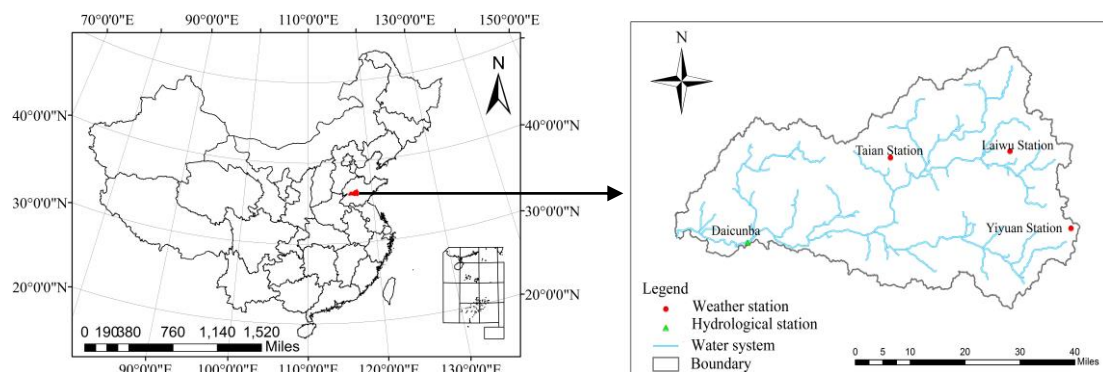 70°0'0"E 90°0'0"E 110°0'0"E 130°0'0"E 150°0'0"E
N
40°0'0"N
30°0'0"N
20°0'0"N
40°0'0"N
30°0'0"N
20°0'0"N
0 190380 760 1,140 1,520
Miles
90°0'0"E 100°0'0"E 110°0'0"E 120°0'0"E 130°0'0"E
N
Taian Station
Laiwu Station
Daicunba
Yiyuan Station
Legend
Weather station
Hydrological station
Water system
Boundary
0 5 10 20 30 40
Miles